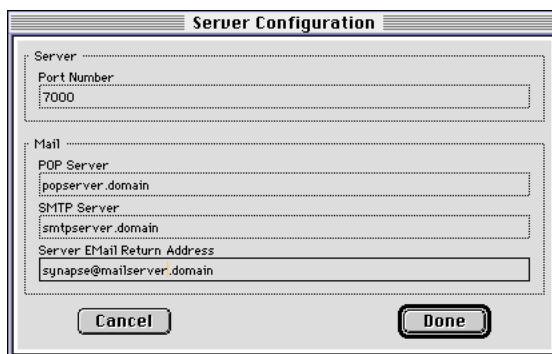 Server Configuration
Server
Port Number
7000
Mail
POP Server
popserver.domain
SMTP Server
smtpserver.domain
Server EMail Return Address
synapse@mailserver.domain
Cancel
Done